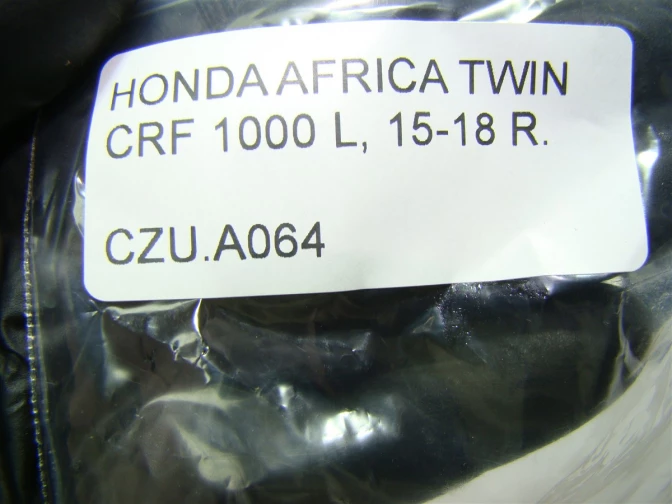 HONDA AFRICA TWIN
CRF 1000 L, 15-18 R.
CZU.A064